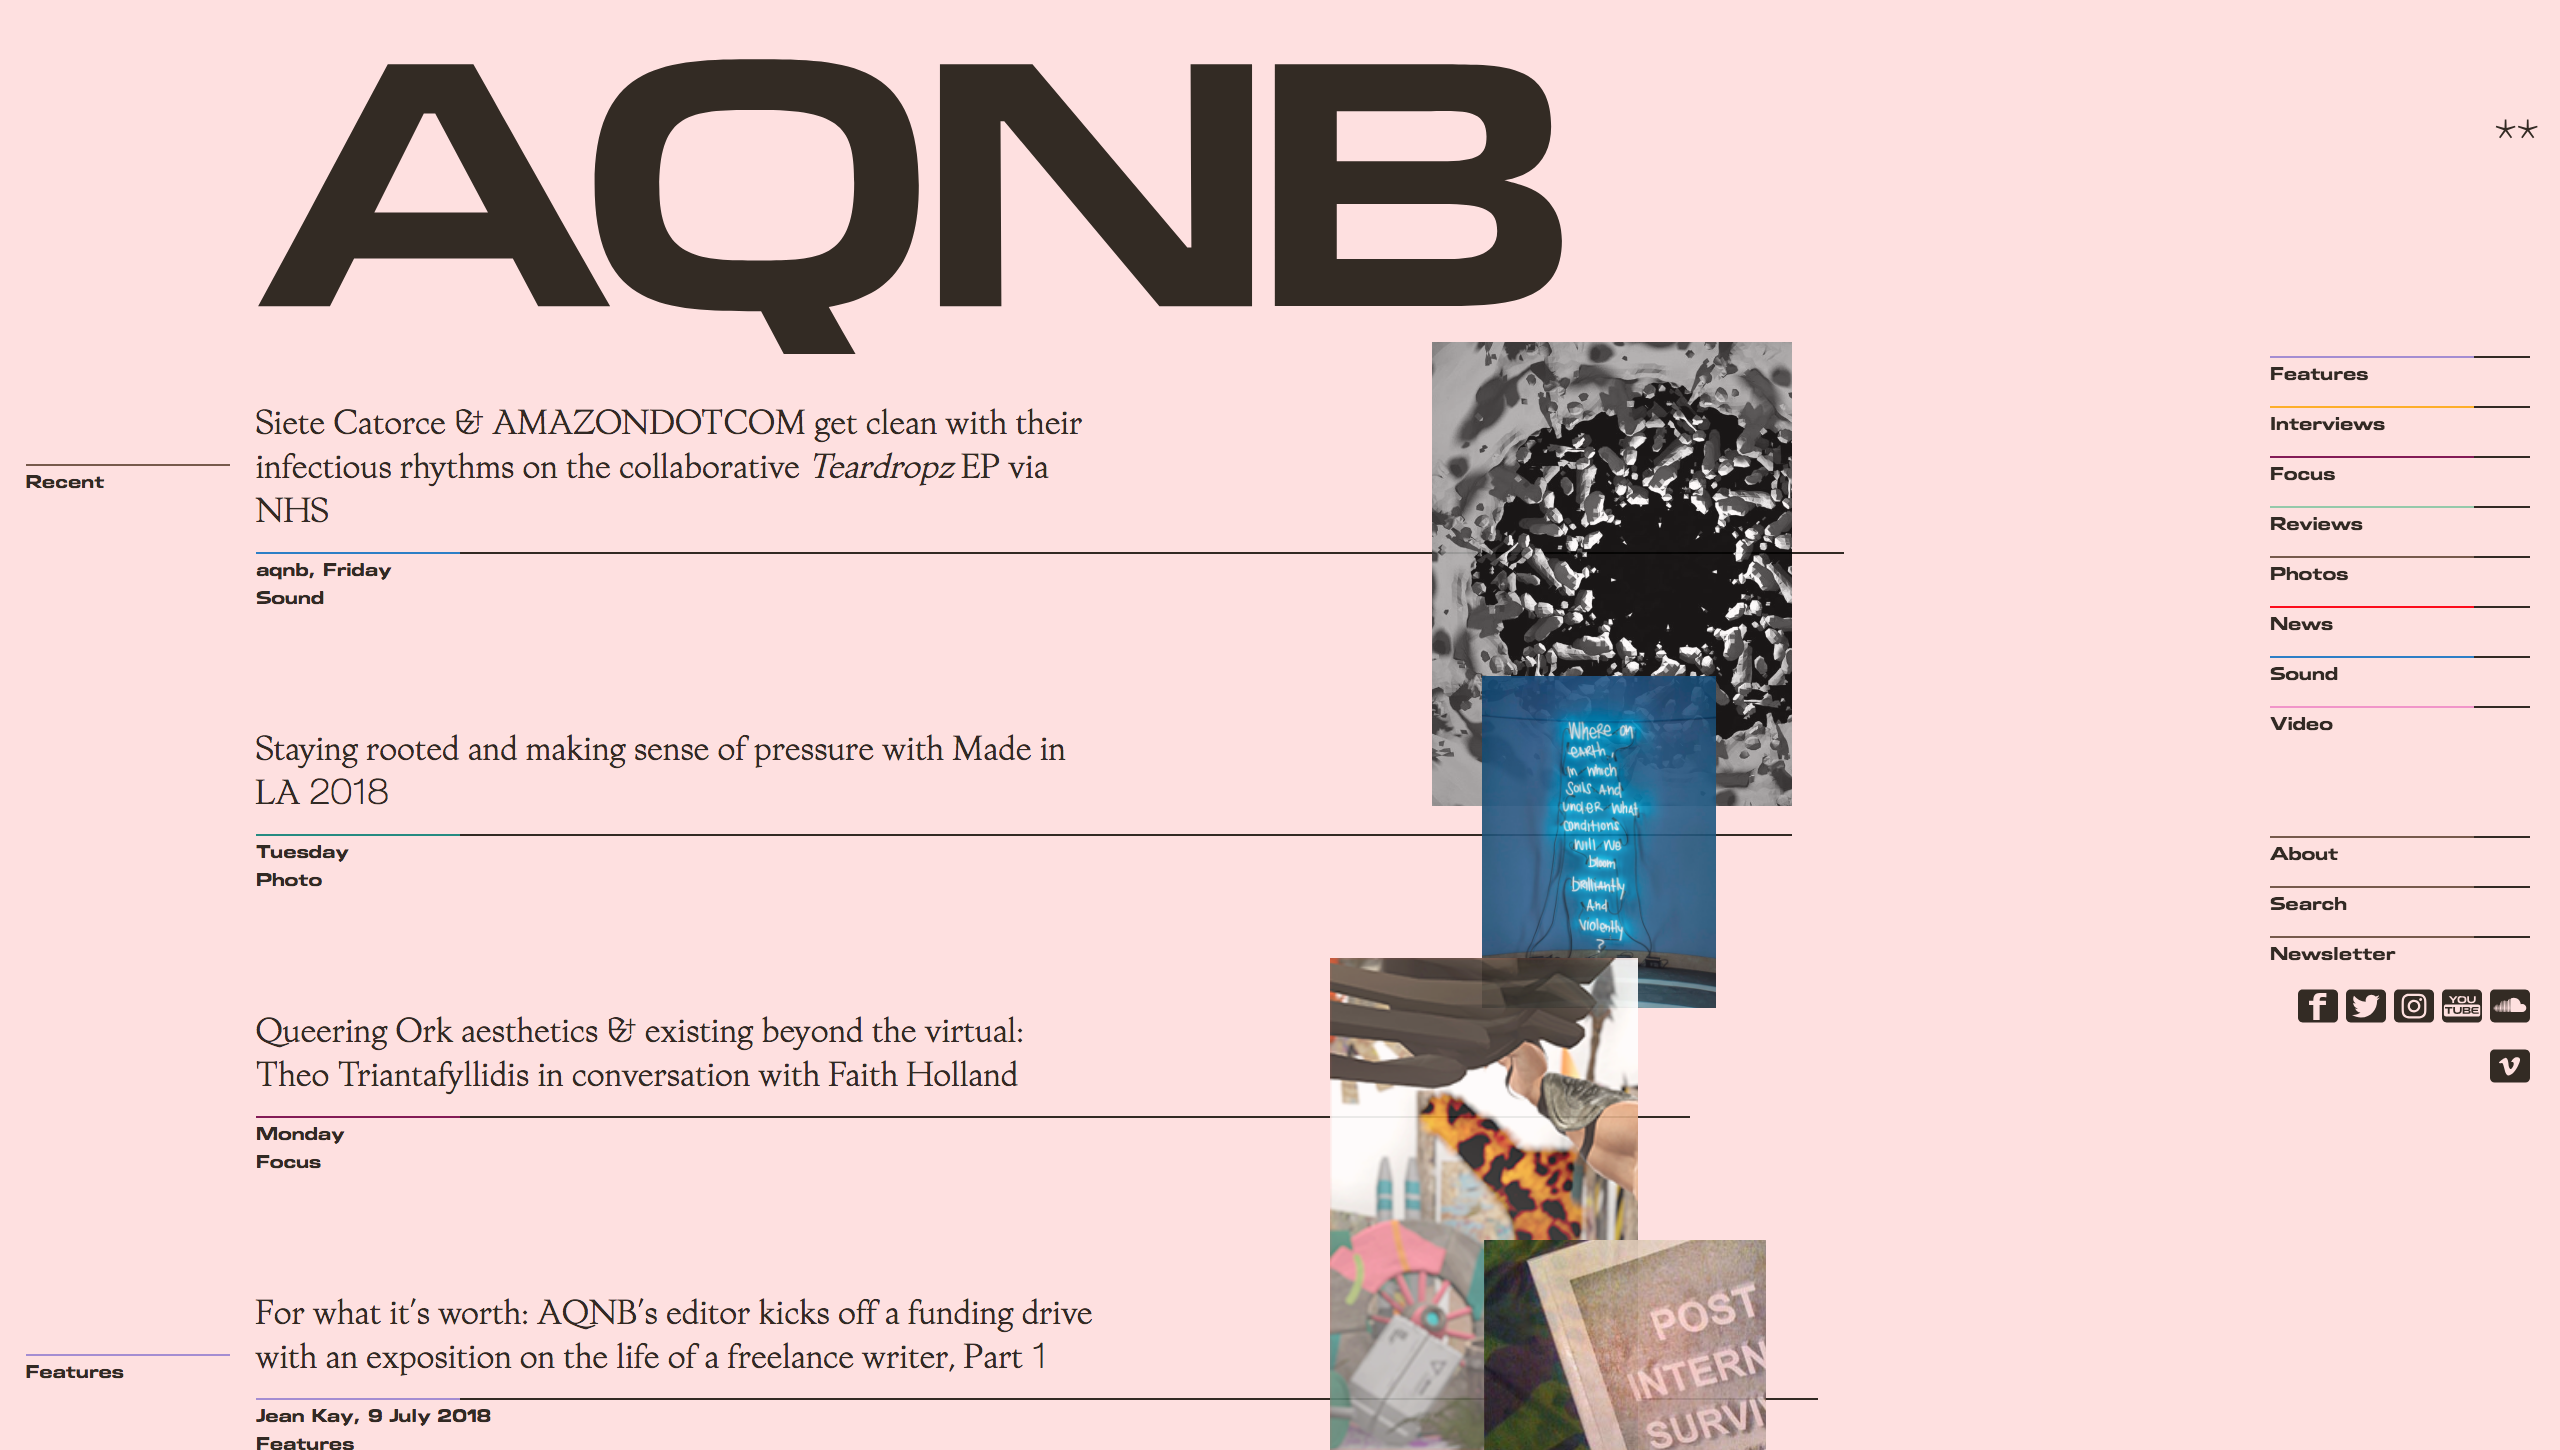 AQNB
**
Recent
Siete Catorce & AMAZONDOTCOM get clean with their
infectious rhythms on the collaborative Teardropz EP via
NHS
aqnb, Friday
Sound
Staying rooted and making sense of pressure with Made in
LA 2018
Tuesday
Photo
Queering Ork aesthetics & existing beyond the virtual:
Theo Triantafyllidis in conversation with Faith Holland
Monday
Focus
Features
For what it's worth: AQNB's editor kicks off a funding drive
with an exposition on the life of a freelance writer, Part 1
Jean Kay, 9 July 2018
Features
Where on
earth,
in which
Soils And
under what
conditions
will we
bloom
brilliantly
And
violently
?
POST
INTERN
SURVI
Features
Interviews
Focus
Reviews
Photos
News
Sound
Video
About
Search
Newsletter
YOU
TUBE